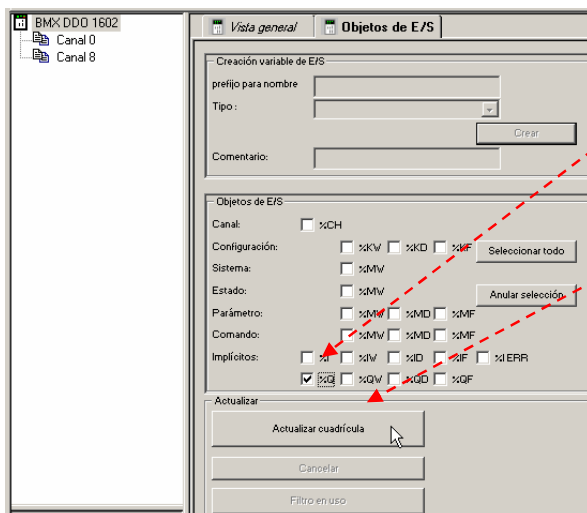 BMX DDO 1602
Canal 0
Canal 8
Vista general
Objetos de E/S
Creación variable de E/S
prefijo para nombre
Tipo :
Crear
Comentario:
Objetos de E/S
Canal: %CH
Configuración: %KW %KD %KF Seleccionar todo
Sistema: %MW
Estado: %MW Anular selección
Parámetro: %MW %MD %MF
Comando: %MW %MD %MF
Implícitos: %I %IW %ID %IF %IERR
%Q %QW %QD %QF
Actualizar
Actualizar cuadrícula
Cancelar
Filtro en uso